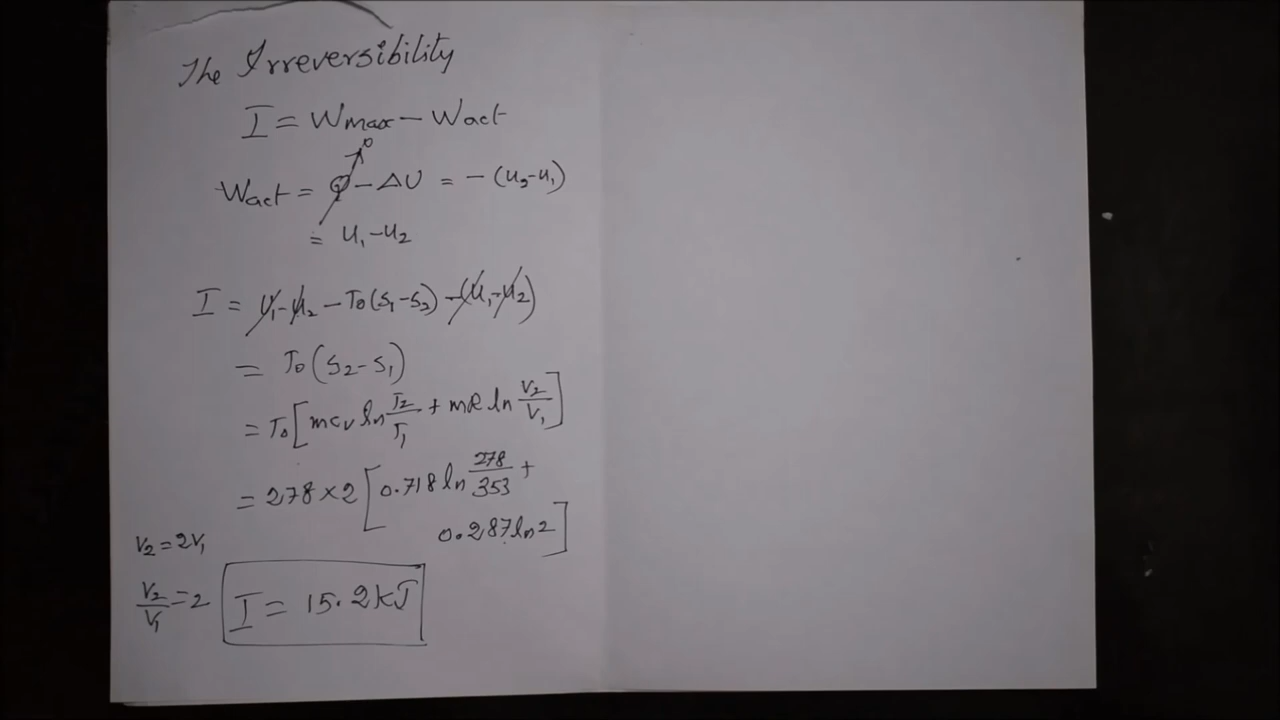 The Irreversibility
I = Wmax - Wact
Wact = Q - ΔU = - (U2-U1)
0
= U1-U2
I = U1-U2 - T0(S1-S2) - (U1-U2)
= T0(S2-S1)
= T0[mcv ln T2/T1 + mR ln V2/V1]
= 278×2[0.718 ln 278/353 +
0.287 ln 2]
V2 = 2V1
V2/V1 = 2
I = 15.2 kJ